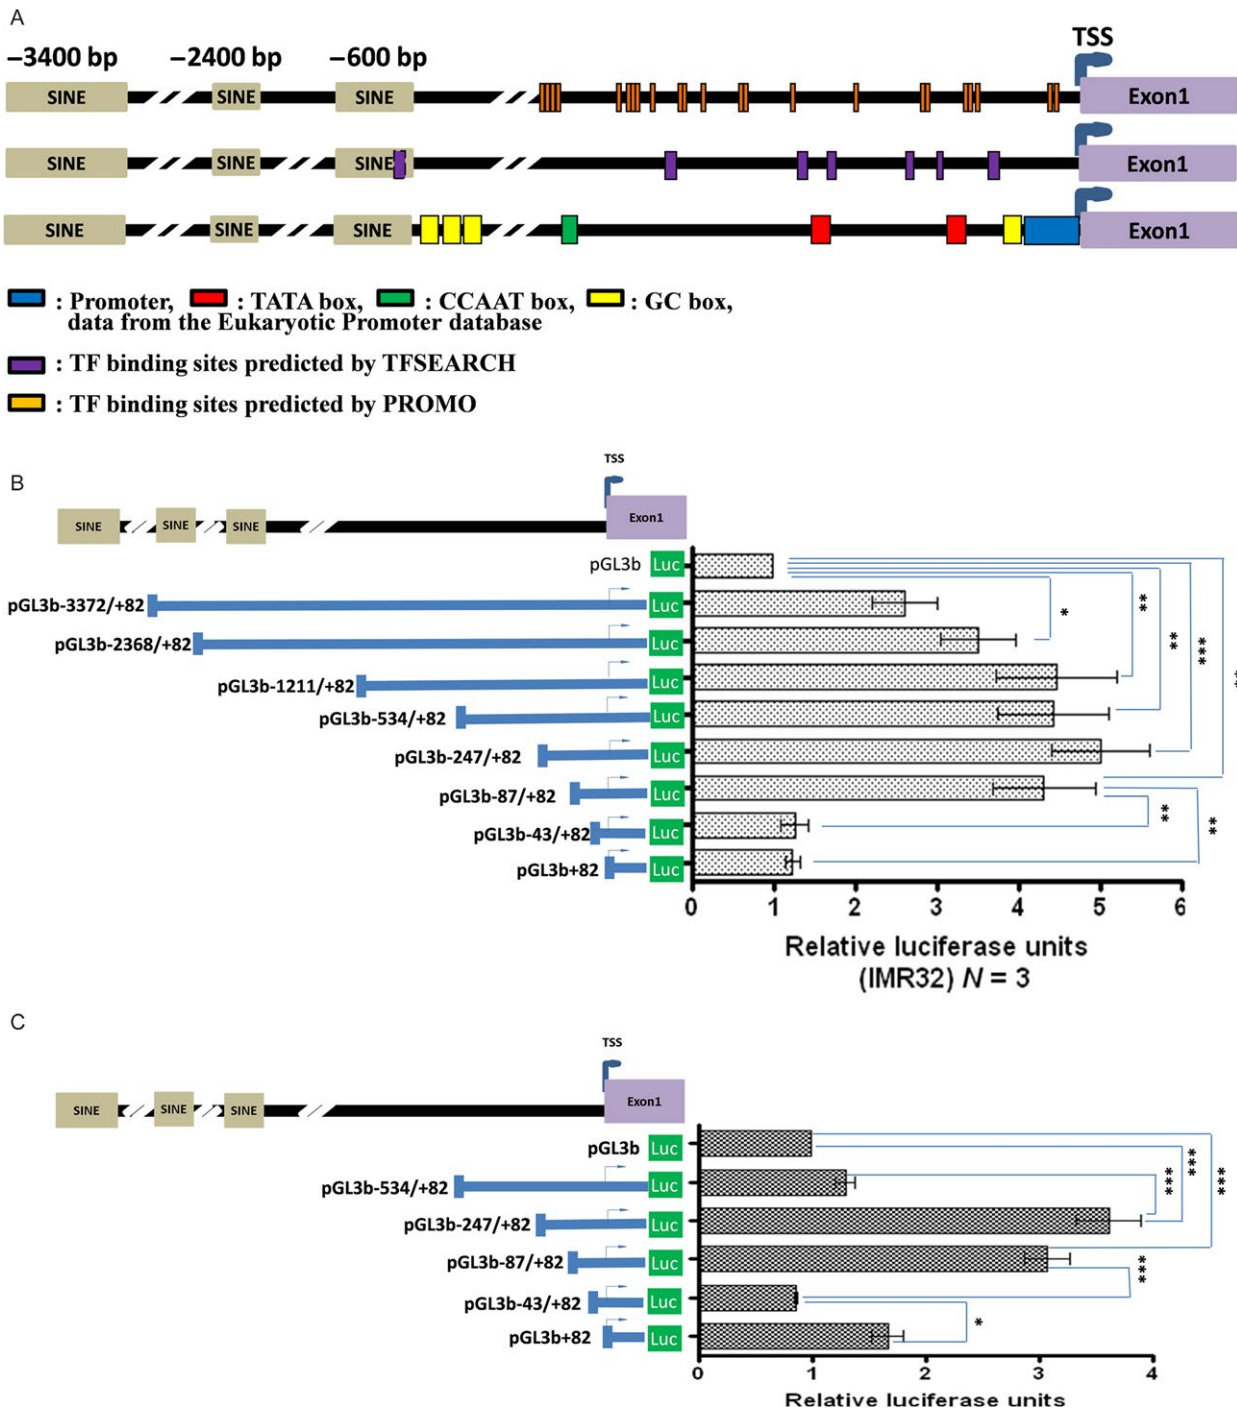 A
–3400 bp –2400 bp –600 bp TSS
SINE SINE SINE Exon1
SINE SINE SINE Exon1
SINE SINE SINE Exon1
: Promoter, : TATA box, : CCAAT box, : GC box,
data from the Eukaryotic Promoter database
: TF binding sites predicted by TFSEARCH
: TF binding sites predicted by PROMO
B
TSS
SINE SINE SINE Exon1
pGL3b Luc
pGL3b-3372/+82 Luc
pGL3b-2368/+82 Luc
pGL3b-1211/+82 Luc
pGL3b-534/+82 Luc
pGL3b-247/+82 Luc
pGL3b-87/+82 Luc
pGL3b-43/+82 Luc
pGL3b+82 Luc
* ** ** *** **
** **
0 1 2 3 4 5 6
Relative luciferase units
(IMR32) N = 3
C
TSS
SINE SINE SINE Exon1
pGL3b Luc
pGL3b-534/+82 Luc
pGL3b-247/+82 Luc
pGL3b-87/+82 Luc
pGL3b-43/+82 Luc
pGL3b+82 Luc
*** *** ***
***
*
0 1 2 3 4
Relative luciferase units